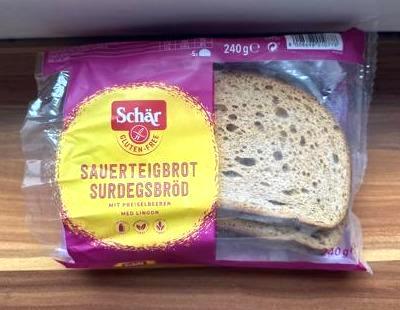 240g
Schär
GLUTEN-FREE
SAUERTEIGBROT
SURDEGSBRÖD
MIT PREISELBEEREN
MED LINGON
240g